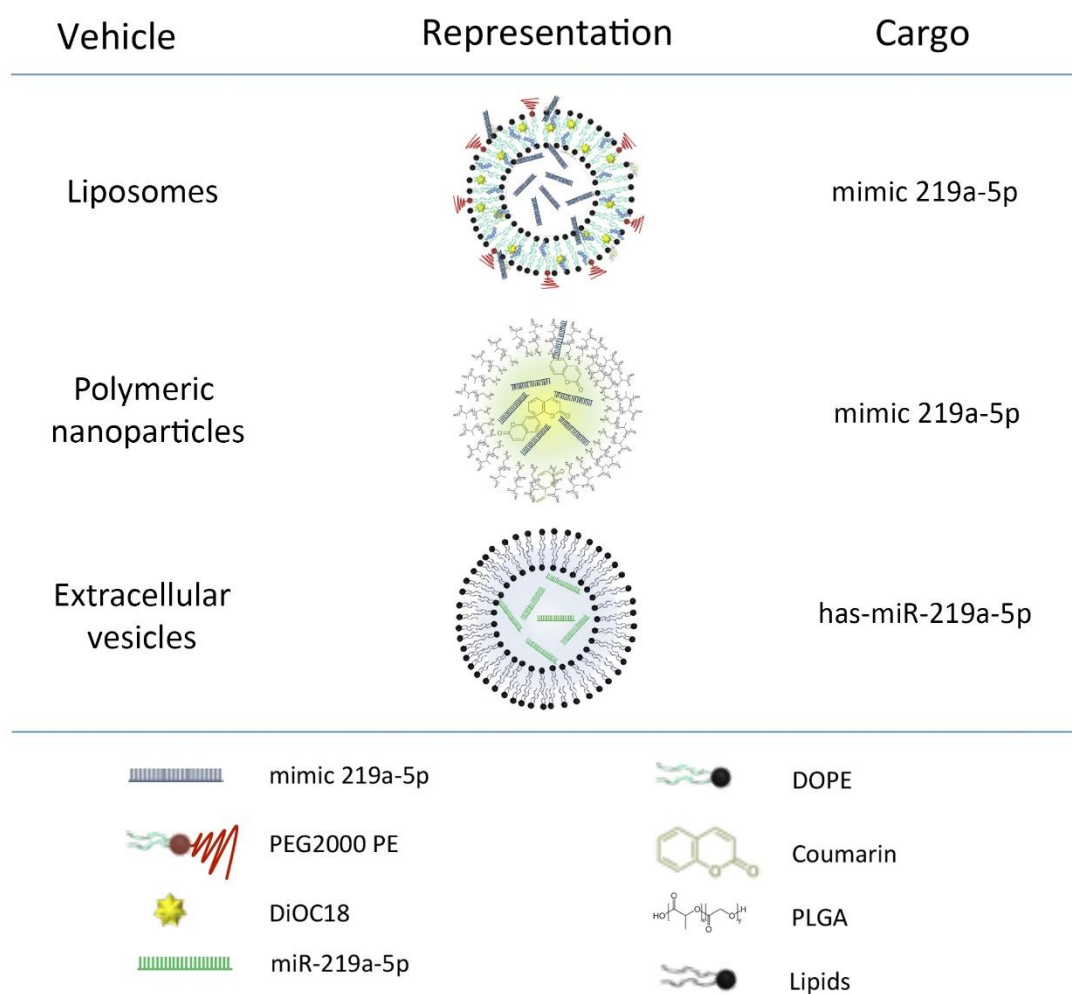 Vehicle Representation Cargo
Liposomes mimic 219a-5p
Polymeric
nanoparticles mimic 219a-5p
Extracellular
vesicles has-miR-219a-5p
mimic 219a-5p DOPE
PEG2000 PE Coumarin
DiOC18 PLGA
miR-219a-5p Lipids